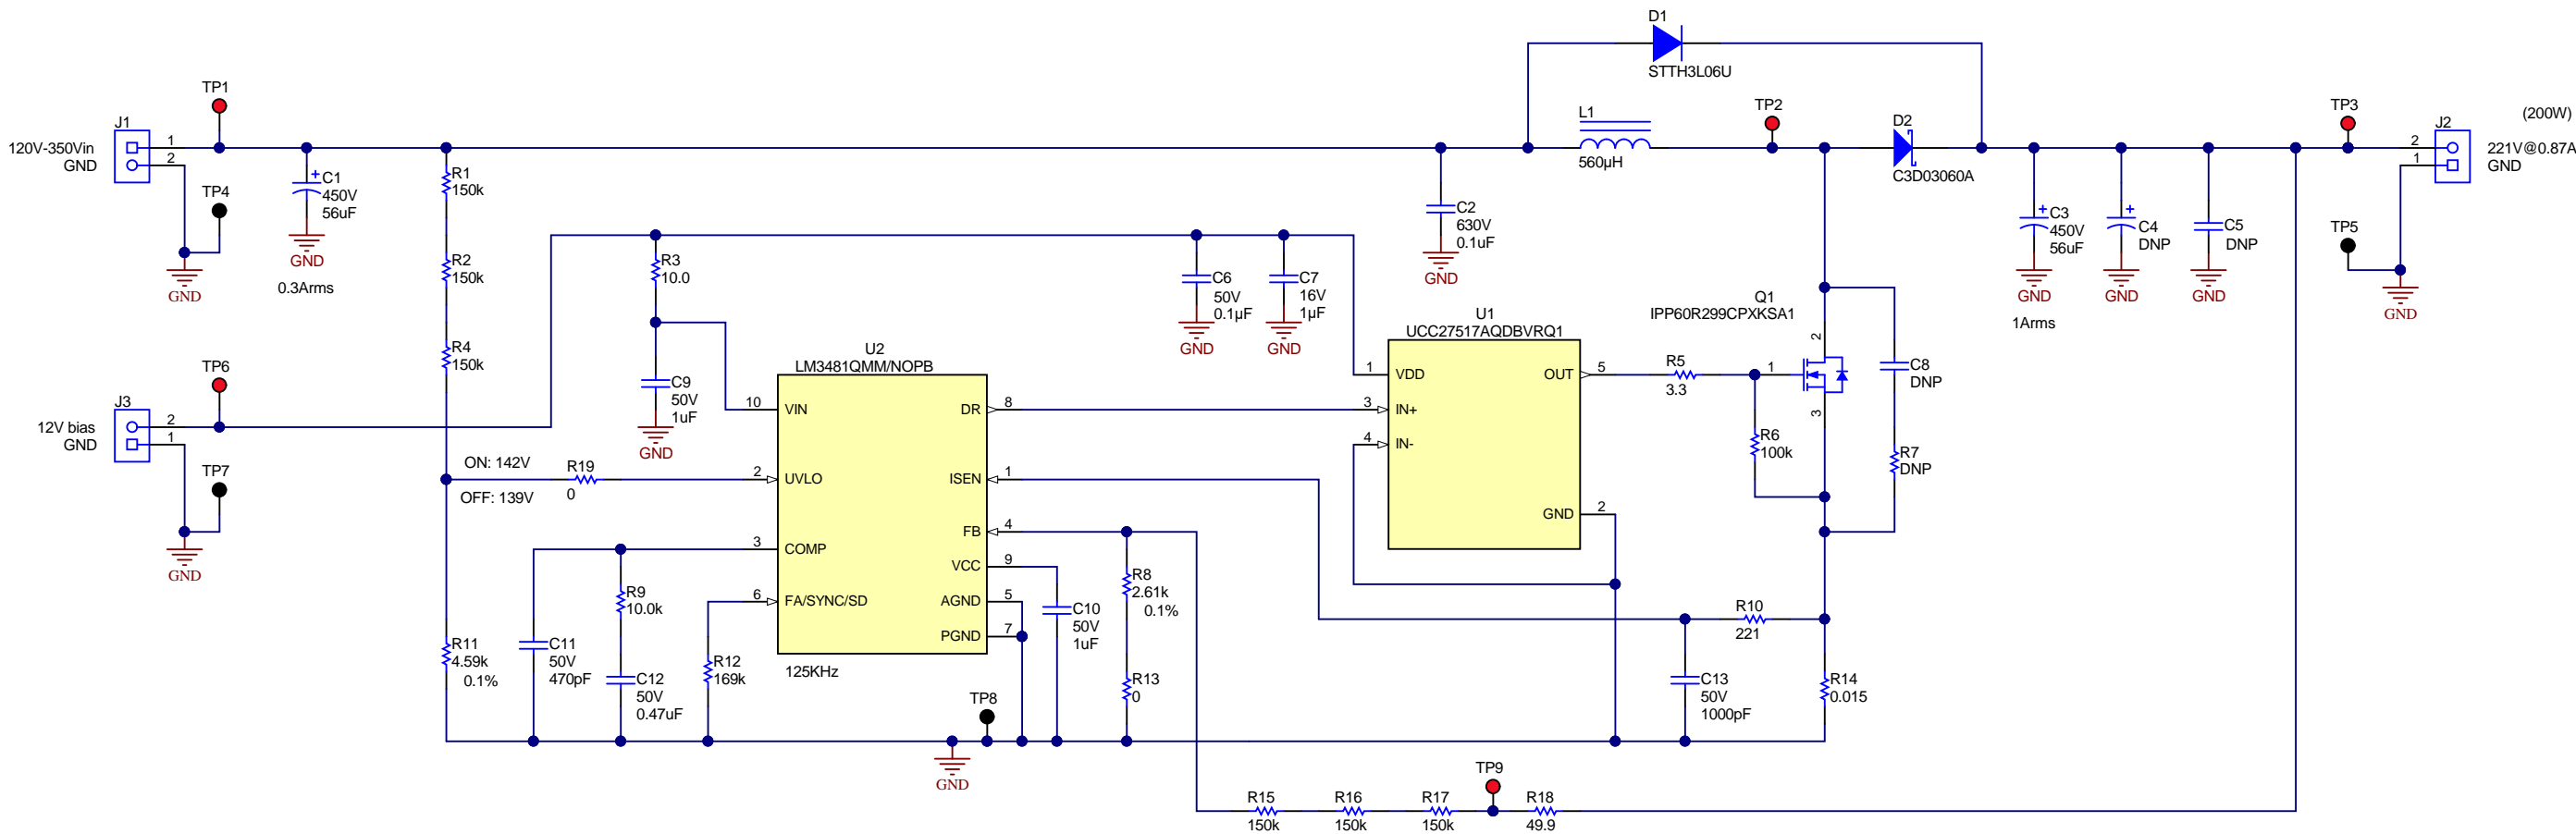 D1
STTH3L06U
TP1
J1
120V-350Vin
GND
1
2
TP4
GND
C1
450V
56uF
GND
0.3Arms
R1
150k
R2
150k
R4
150k
C2
630V
0.1uF
GND
L1
560µH
TP2
D2
C3D03060A
TP3
(200W)
J2
2
1
221V@0.87A
GND
C3
450V
56uF
GND
1Arms
C4
DNP
GND
C5
DNP
GND
TP5
GND
R3
10.0
C9
50V
1uF
GND
C6
50V
0.1µF
GND
C7
16V
1µF
GND
TP6
J3
12V bias
GND
2
1
TP7
GND
ON: 142V
OFF: 139V
R19
0
U2
LM3481QMM/NOPB
10 VIN
2 UVLO
3 COMP
6 FA/SYNC/SD
DR 8
ISEN 1
FB 4
VCC 9
AGND 5
PGND 7
125KHz
U1
UCC27517AQDBVRQ1
1 VDD
3 IN+
4 IN-
OUT 5
GND 2
R5
3.3
Q1
IPP60R299CPXKSA1
1
2
3
R6
100k
C8
DNP
R7
DNP
R10
221
R14
0.015
C13
50V
1000pF
R11
4.59k
0.1%
C11
50V
470pF
R9
10.0k
C12
50V
0.47uF
R12
169k
C10
50V
1uF
R8
2.61k
0.1%
R13
0
TP8
GND
R15
150k
R16
150k
R17
150k
TP9
R18
49.9